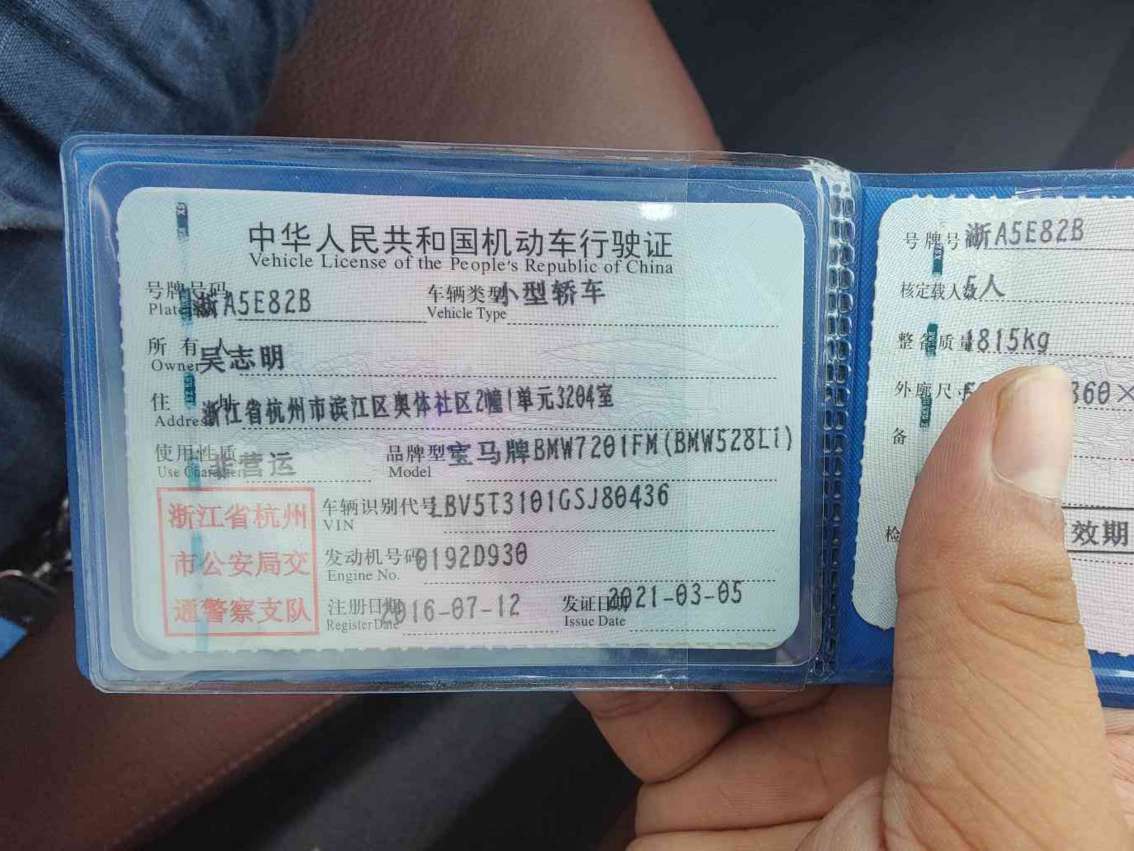 中华人民共和国机动车行驶证
Vehicle License of the People's Republic of China
号牌号码 浙A5E82B 车辆类型 小型轿车
Plate No. Vehicle Type
所有人 吴志明
Owner
住址 浙江省杭州市滨江区奥体社区2幢1单元3204室
Address
使用性质 非营运 品牌型号 宝马牌BMW7201FM(BMW528Li)
Use Character Model
浙江省杭州
市公安局交
通警察支队
车辆识别代号 LBV5T3101GSJ80436
VIN
发动机号码 0192D930
Engine No.
注册日期 2016-07-12 发证日期 2021-03-05
Register Date Issue Date
号牌号 浙A5E82B
核定载人数 5人
整备质量 1815kg
外廓尺 360×
备
检 效期